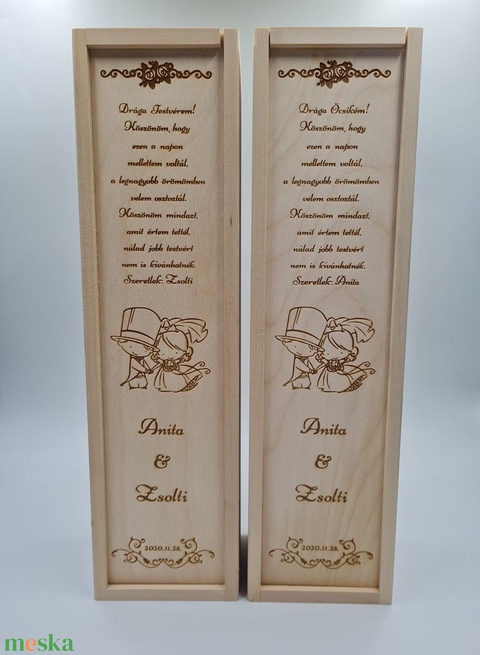 Drága Testvérem!
Köszönöm, hogy
ezen a napon
mellettem voltál,
a legnagyobb örömömben
velem osztoztál.
Köszönöm mindazt,
amit értem tettél,
nálad jobb testvért
nem is kívánhatnék.
Szeretlek: Zsolti
Anita
&
Zsolti
2020.11.28.
Drága Öcsikém!
Köszönöm, hogy
ezen a napon
mellettem voltál,
a legnagyobb örömömben
velem osztoztál.
Köszönöm mindazt,
amit értem tettél,
nálad jobb testvért
nem is kívánhatnék.
Szeretlek: Anita
Anita
&
Zsolti
2020.11.28.
meska